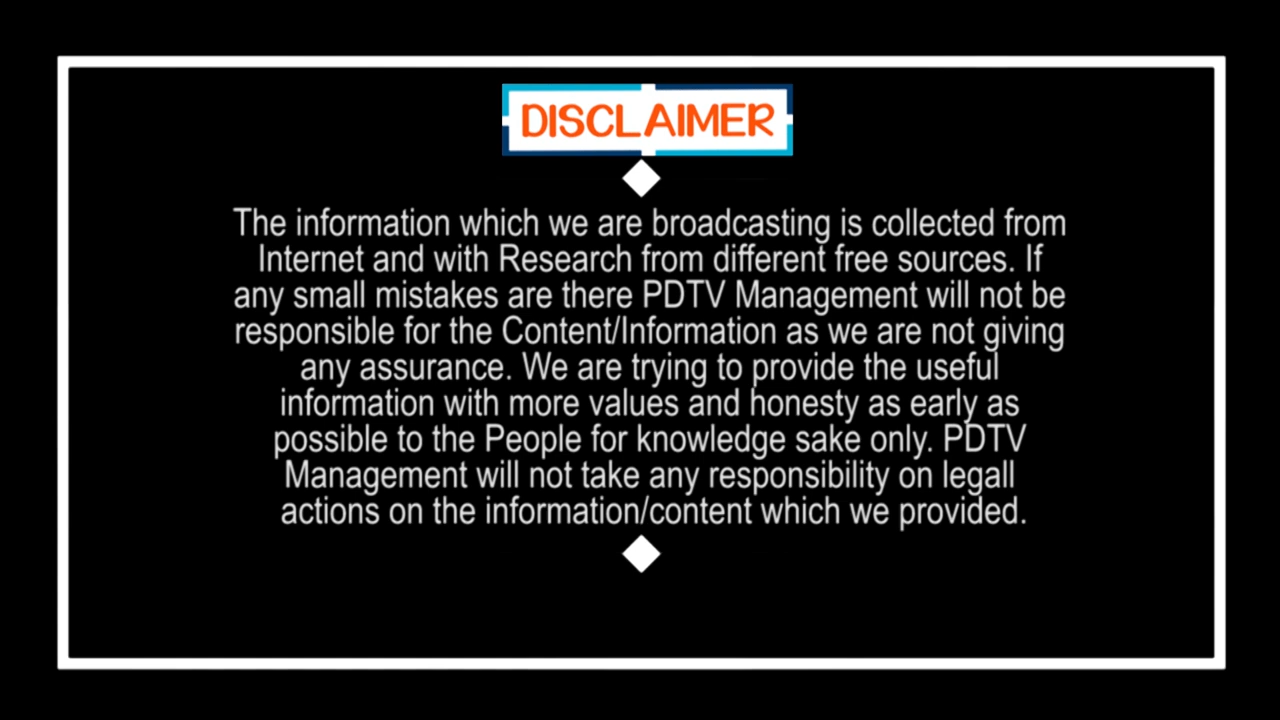 DISCLAIMER
The information which we are broadcasting is collected from
Internet and with Research from different free sources. If
any small mistakes are there PDTV Management will not be
responsible for the Content/Information as we are not giving
any assurance. We are trying to provide the useful
information with more values and honesty as early as
possible to the People for knowledge sake only. PDTV
Management will not take any responsibility on legall
actions on the information/content which we provided.